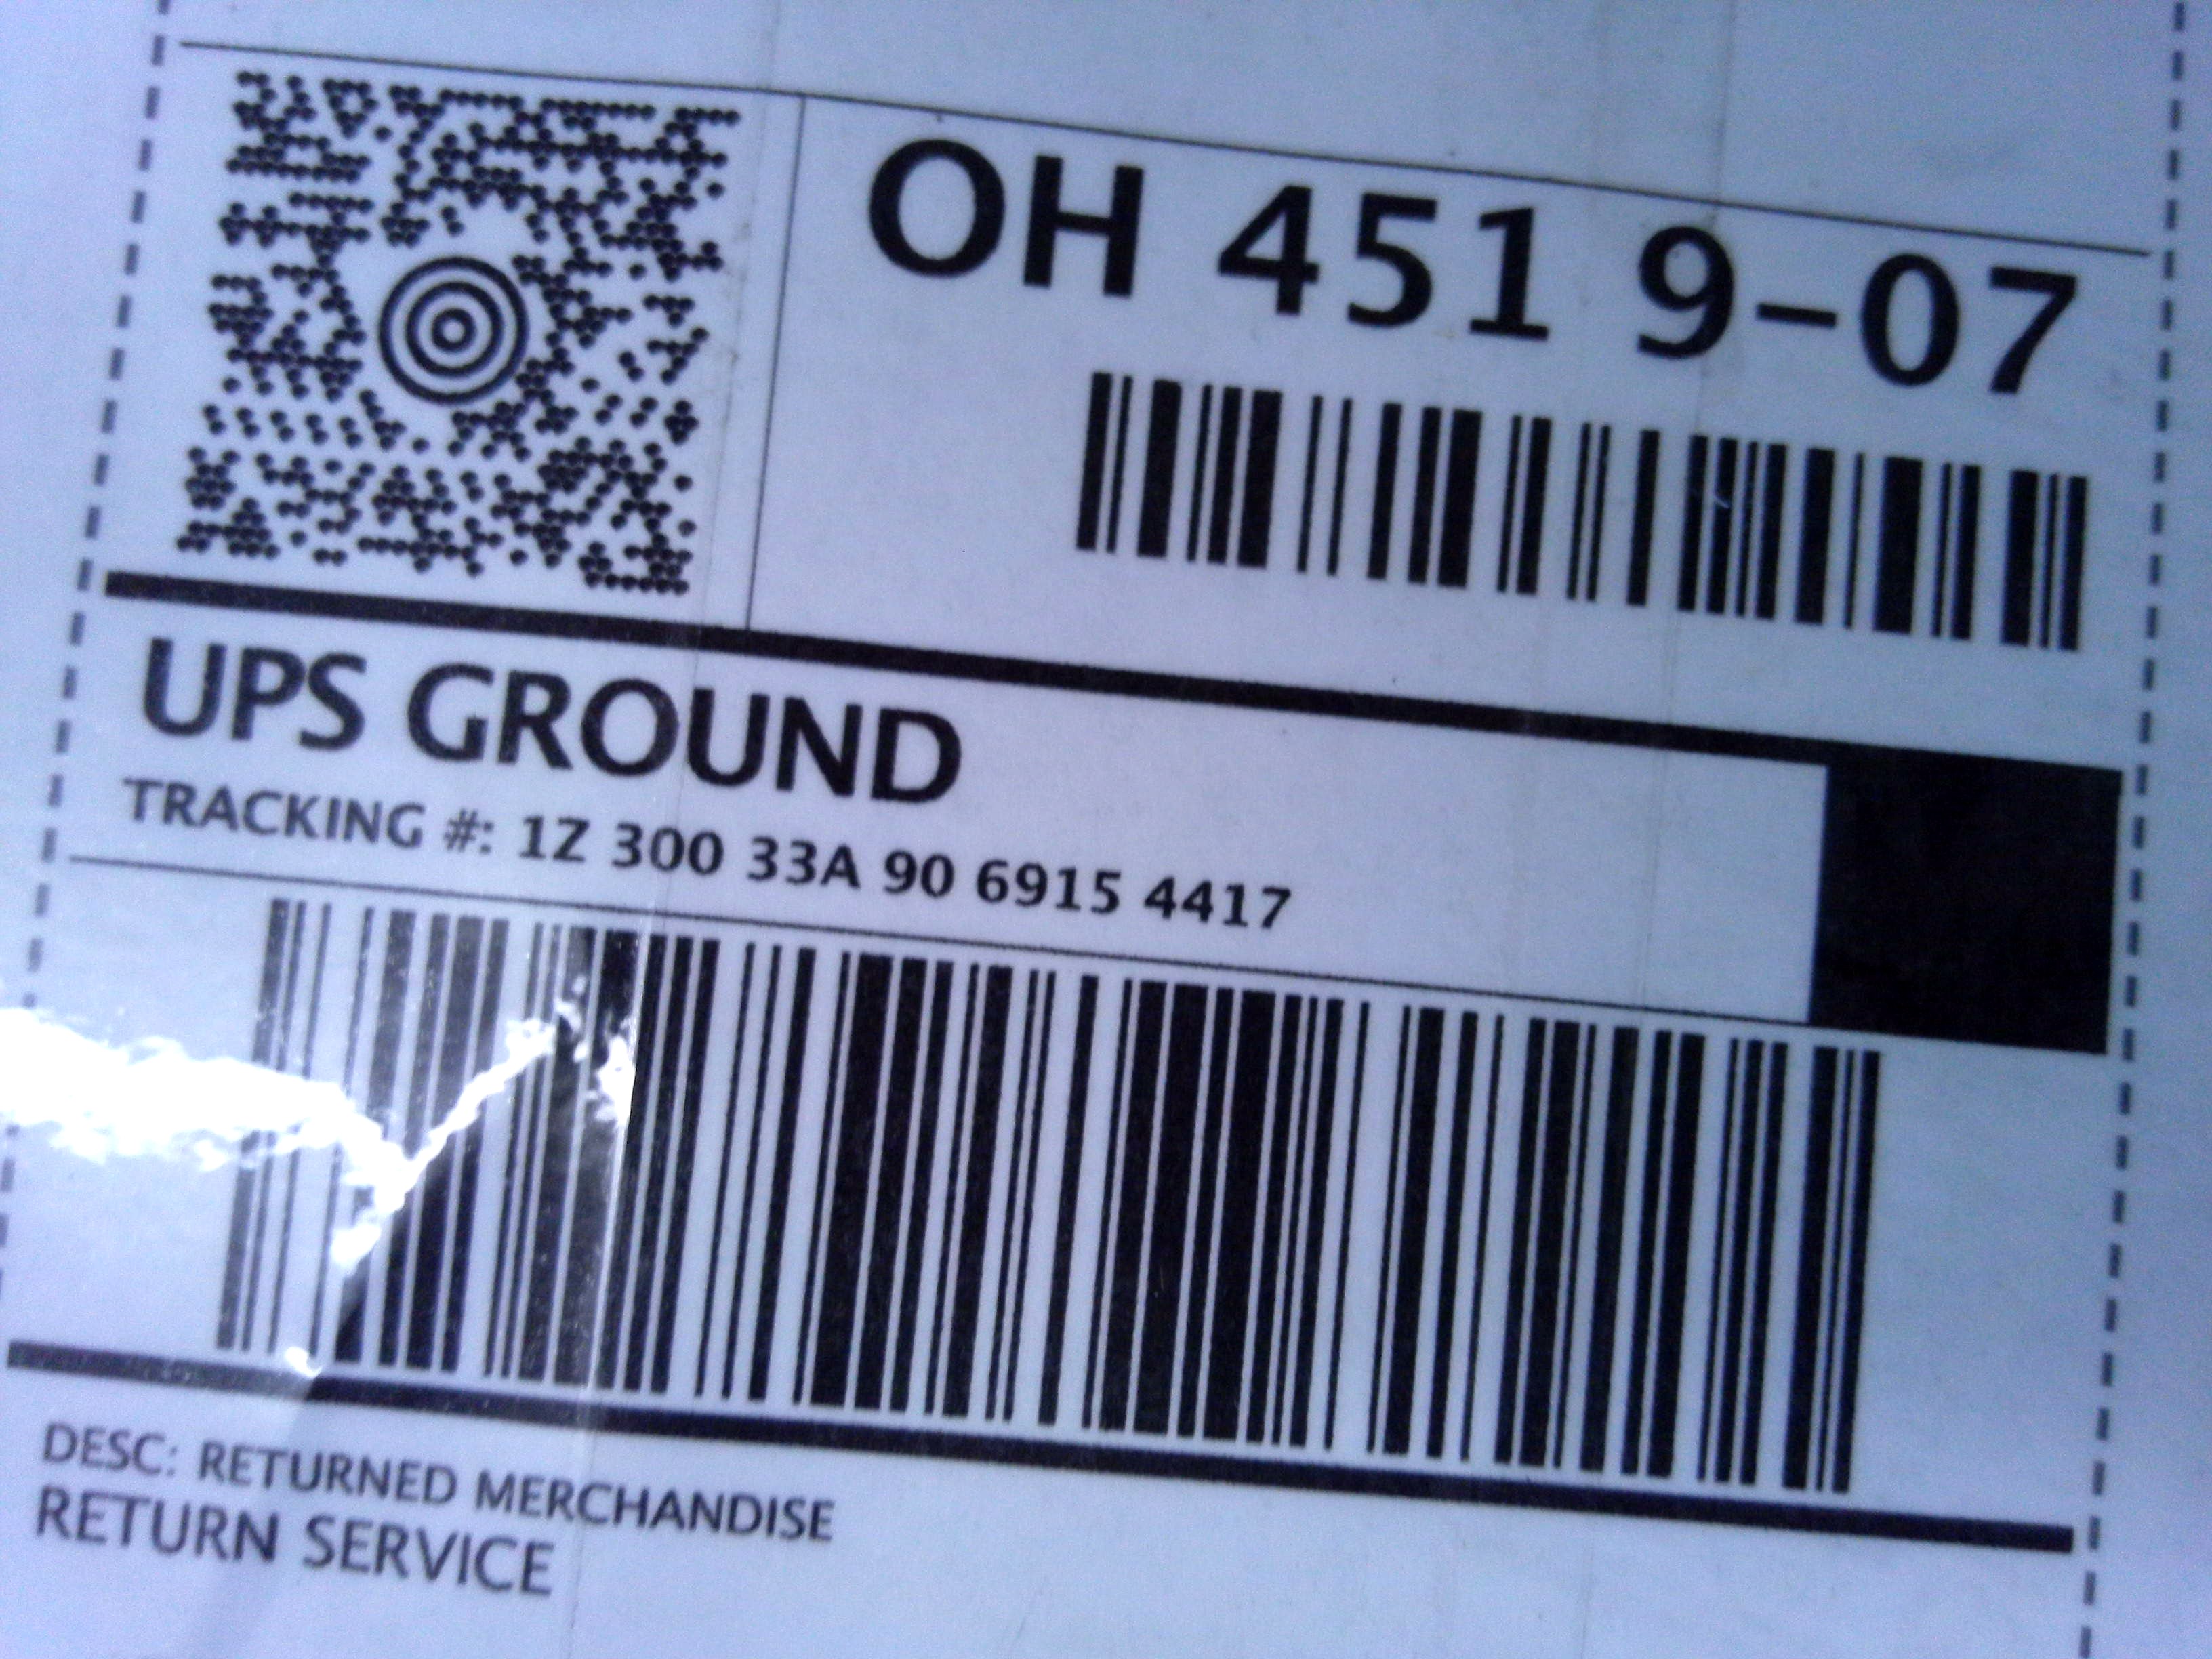 OH 451 9-07
UPS GROUND
TRACKING #: 1Z 300 33A 90 6915 4417
DESC: RETURNED MERCHANDISE
RETURN SERVICE